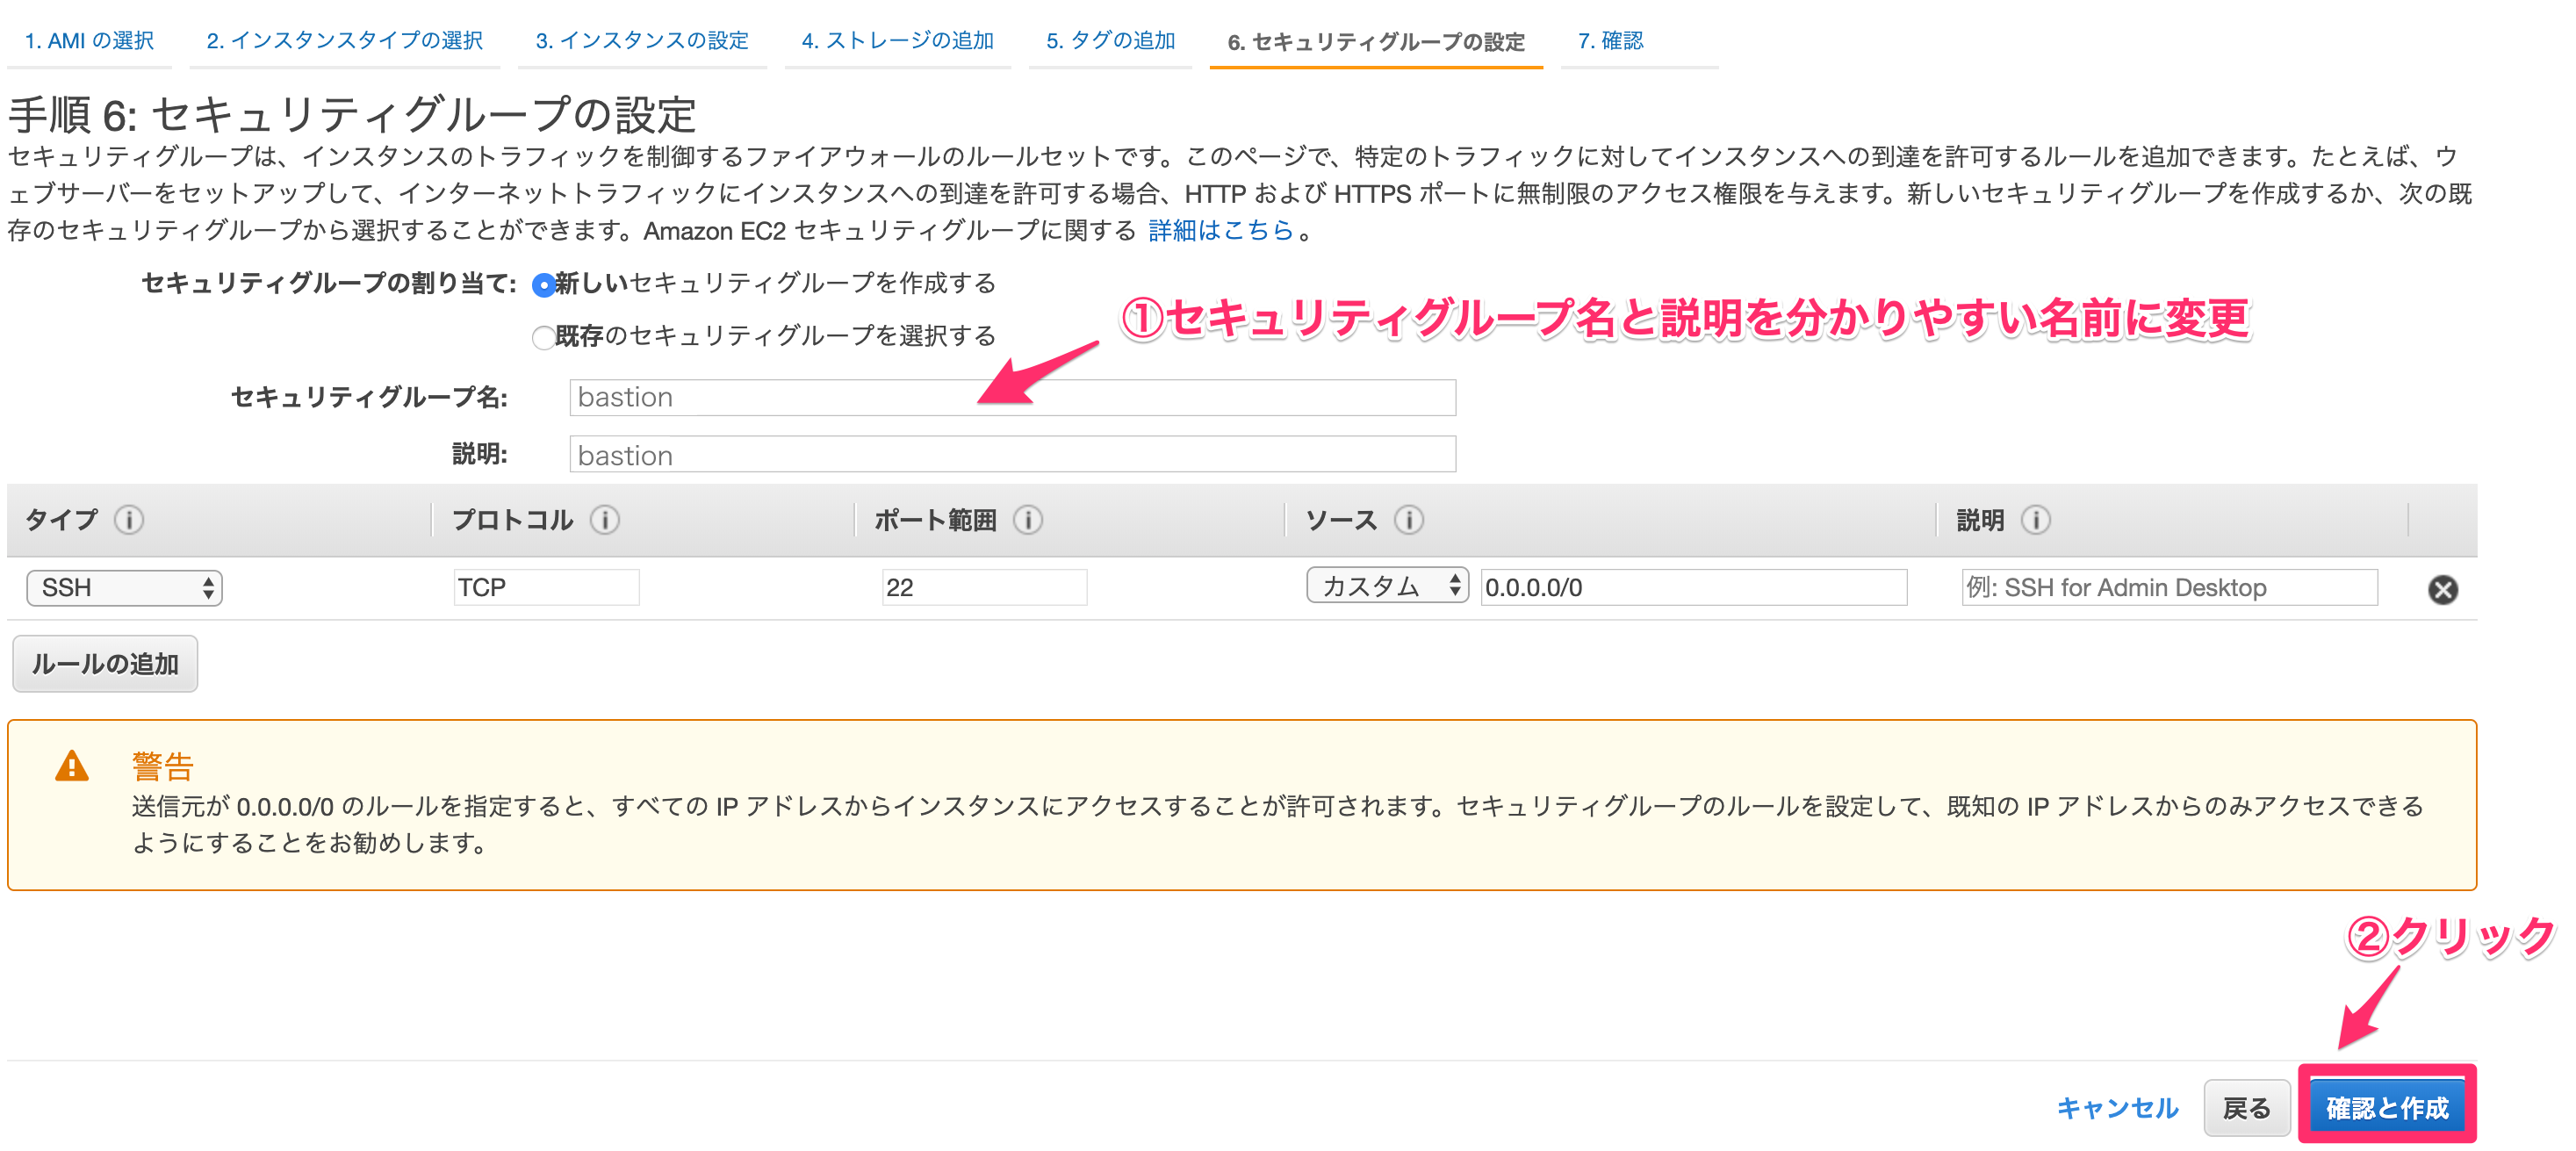 1. AMI の選択 2. インスタンスタイプの選択 3. インスタンスの設定 4. ストレージの追加 5. タグの追加 6. セキュリティグループの設定 7. 確認
手順 6: セキュリティグループの設定
セキュリティグループは、インスタンスのトラフィックを制御するファイアウォールのルールセットです。このページで、特定のトラフィックに対してインスタンスへの到達を許可するルールを追加できます。たとえば、ウ
ェブサーバーをセットアップして、インターネットトラフィックにインスタンスへの到達を許可する場合、HTTP および HTTPS ポートに無制限のアクセス権限を与えます。新しいセキュリティグループを作成するか、次の既
存のセキュリティグループから選択することができます。Amazon EC2 セキュリティグループに関する 詳細はこちら。
セキュリティグループの割り当て: 新しいセキュリティグループを作成する
①セキュリティグループ名と説明を分かりやすい名前に変更
既存のセキュリティグループを選択する
セキュリティグループ名: bastion
説明: bastion
タイプ i プロトコル i ポート範囲 i ソース i 説明 i
SSH TCP 22 カスタム 0.0.0.0/0 例: SSH for Admin Desktop
ルールの追加
警告
送信元が 0.0.0.0/0 のルールを指定すると、すべての IP アドレスからインスタンスにアクセスすることが許可されます。セキュリティグループのルールを設定して、既知の IP アドレスからのみアクセスできる
ようにすることをお勧めします。
②クリック
キャンセル 戻る 確認と作成